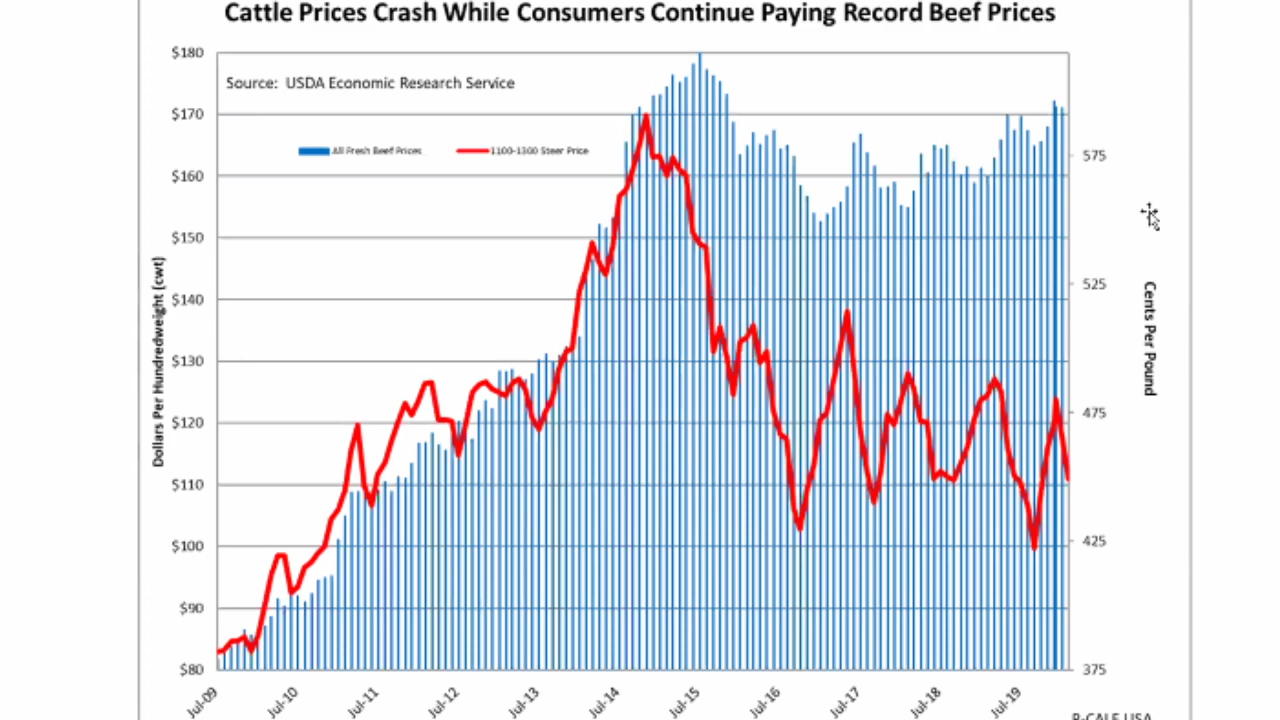 Cattle Prices Crash While Consumers Continue Paying Record Beef Prices
Source: USDA Economic Research Service
All Fresh Beef Prices
1100-1300 Steer Price
$180
$170
$160
$150
$140
$130
$120
$110
$100
$90
$80
Dollars Per Hundredweight (cwt)
575
525
475
425
375
Cents Per Pound
Jul-09
Jul-10
Jul-11
Jul-12
Jul-13
Jul-14
Jul-15
Jul-16
Jul-17
Jul-18
Jul-19
R-CALF USA